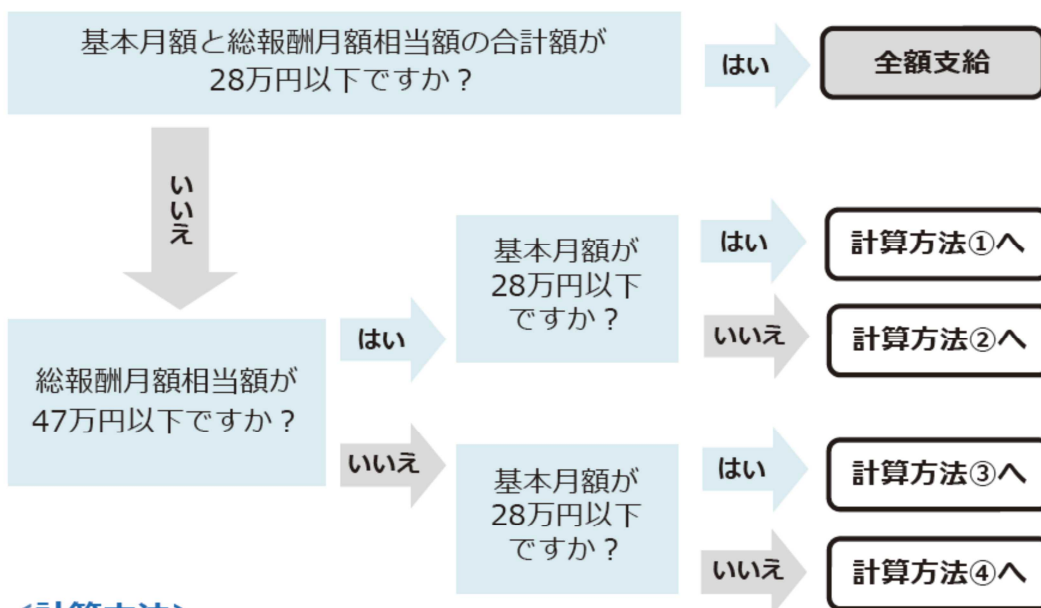 基本月額と総報酬月額相当額の合計額が
28万円以下ですか？
はい
全額支給
いいえ
基本月額が
28万円以下
ですか？
はい
計算方法①へ
いいえ
計算方法②へ
総報酬月額相当額が
47万円以下ですか？
はい
いいえ
基本月額が
28万円以下
ですか？
はい
計算方法③へ
いいえ
計算方法④へ
<計算方法>